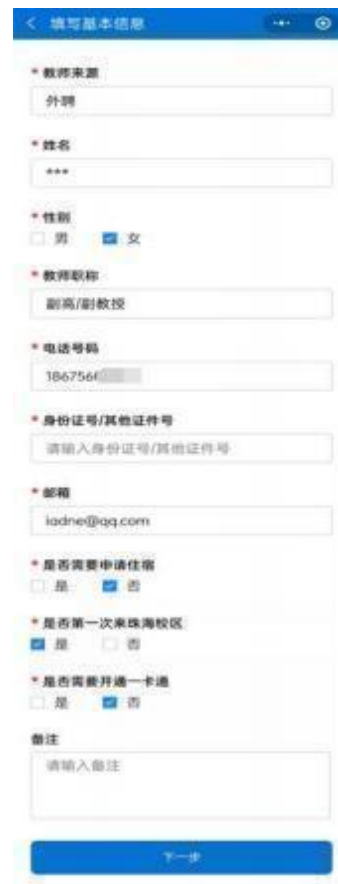 填写基本信息
* 教师来源
外聘
* 姓名
***
* 性别
男 女
* 教师职称
副高/副教授
* 电话号码
186756
* 身份证号/其他证件号
请输入身份证号/其他证件号
* 邮箱
iadne@qq.com
* 是否需要申请住宿
是 否
* 是否第一次来珠海校区
是 否
* 是否需要开通一卡通
是 否
备注
请输入备注
下一步